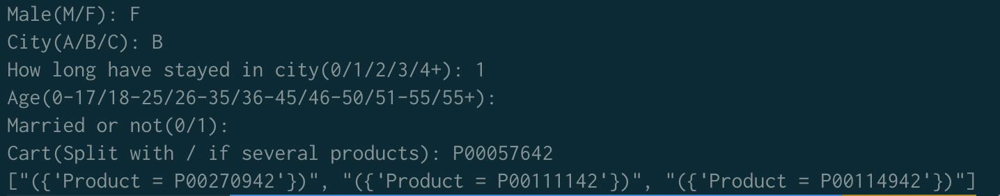 Male(M/F): F
City(A/B/C): B
How long have stayed in city(0/1/2/3/4+): 1
Age(0-17/18-25/26-35/36-45/46-50/51-55/55+):
Married or not(0/1):
Cart(Split with / if several products): P00057642
["({'Product = P00270942'})", "({'Product = P00111142'})", "({'Product = P00114942'})"]